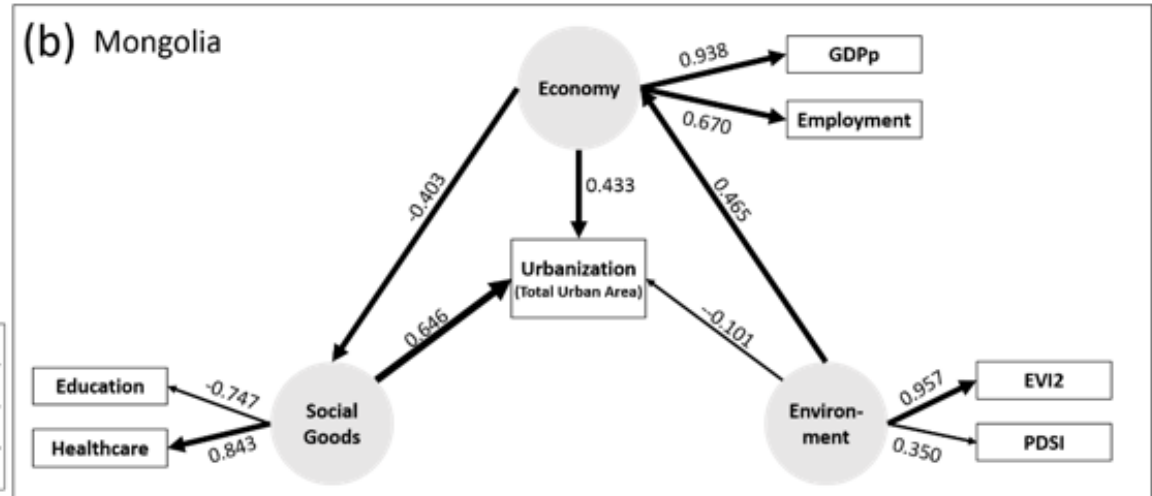 (b) Mongolia
Economy
0.938
GDPp
0.670
Employment
-0.403
0.433
0.465
Urbanization
(Total Urban Area)
0.646
--0.101
Education
-0.747
Healthcare
0.843
Social
Goods
Environ-
ment
0.957
EVI2
0.350
PDSI